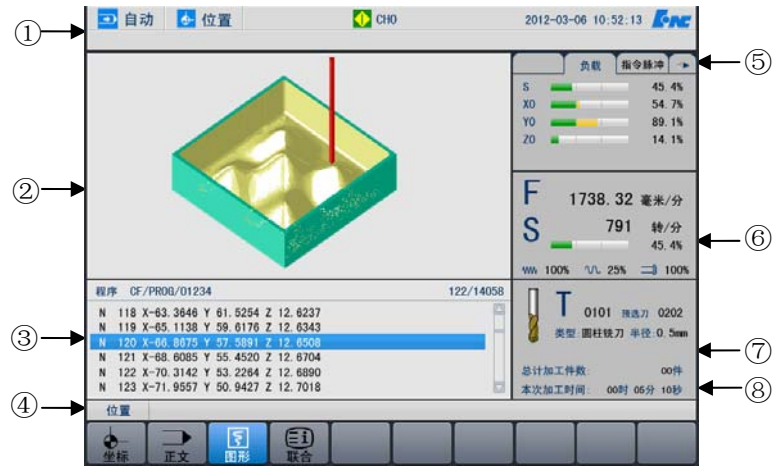 自动 位置 CH0 2012-03-06 10:52:13 HNC
①
负载 指令脉冲
⑤
S 45.4%
X0 54.7%
Y0 89.1%
Z0 14.1%
②
F 1738.32 毫米/分
S 791 转/分
45.4%
⑥
100% 25% 100%
程序 CF/PROG/O1234 122/14058
N 118 X-63.3646 Y 61.5254 Z 12.6237
N 119 X-65.1138 Y 59.6176 Z 12.6343
N 120 X-66.8675 Y 57.5891 Z 12.6508
N 121 X-68.6085 Y 55.4520 Z 12.6704
N 122 X-70.3142 Y 53.2264 Z 12.6890
N 123 X-71.9557 Y 50.9427 Z 12.7018
③
T 0101 预选刀 0202
类型:圆柱铣刀 半径:0.5mm
⑦
总计加工件数: 00件
本次加工时间: 00时 05分 10秒
⑧
④
位置
坐标 正文 图形 联合